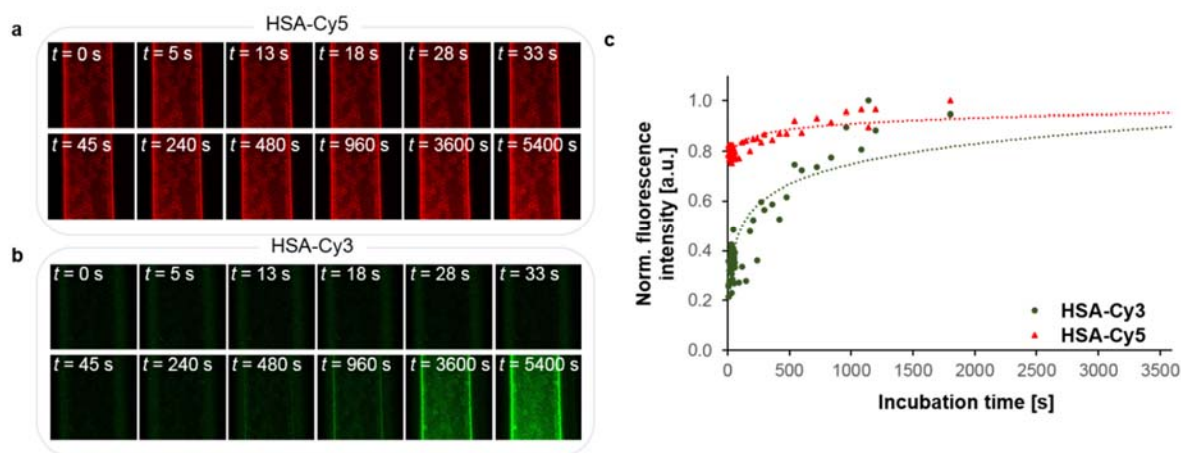 a
HSA-Cy5
t = 0 s t = 5 s t = 13 s t = 18 s t = 28 s t = 33 s
t = 45 s t = 240 s t = 480 s t = 960 s t = 3600 s t = 5400 s
b
HSA-Cy3
t = 0 s t = 5 s t = 13 s t = 18 s t = 28 s t = 33 s
t = 45 s t = 240 s t = 480 s t = 960 s t = 3600 s t = 5400 s
c
Norm. fluorescence
intensity [a.u.]
1.0
0.8
0.6
0.4
0.2
0.0
HSA-Cy3
HSA-Cy5
0 500 1000 1500 2000 2500 3000 3500
Incubation time [s]